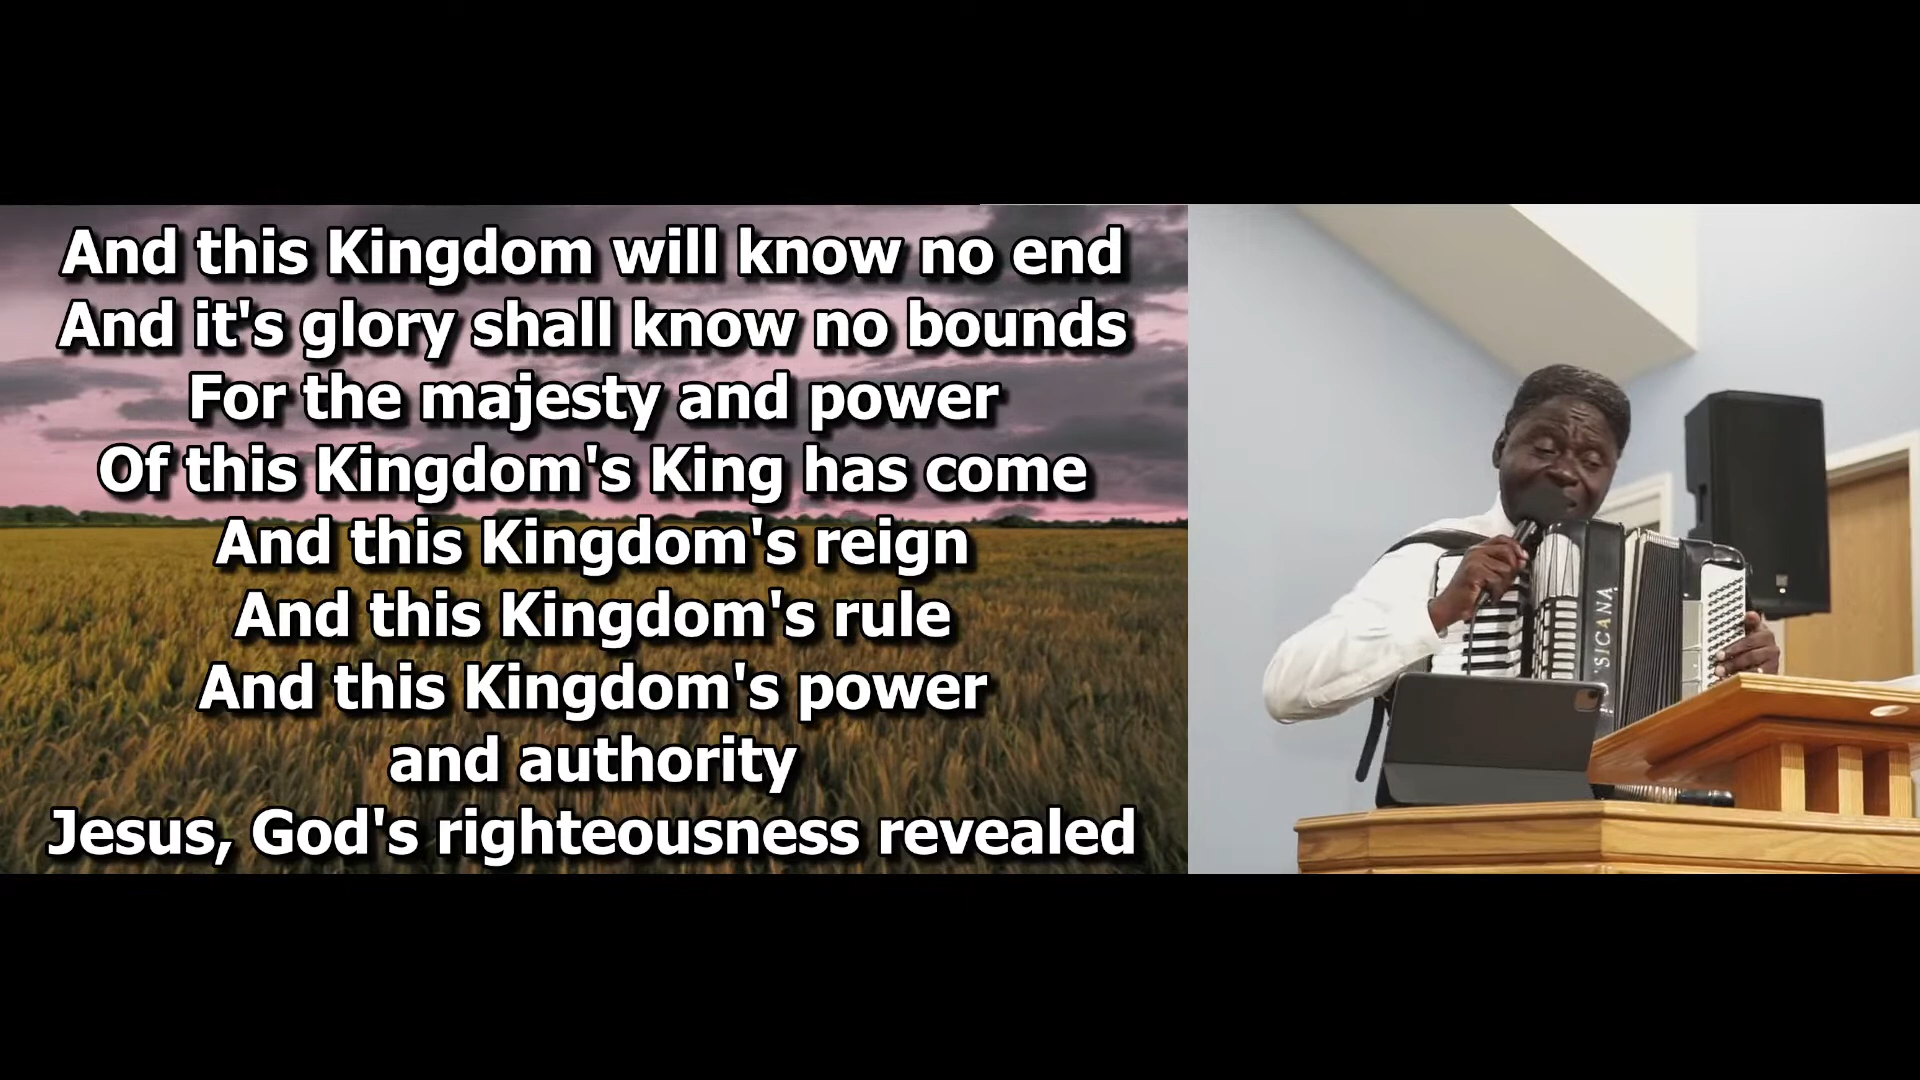 And this Kingdom will know no end
And it's glory shall know no bounds
For the majesty and power
Of this Kingdom's King has come
And this Kingdom's reign
And this Kingdom's rule
And this Kingdom's power
and authority
Jesus, God's righteousness revealed